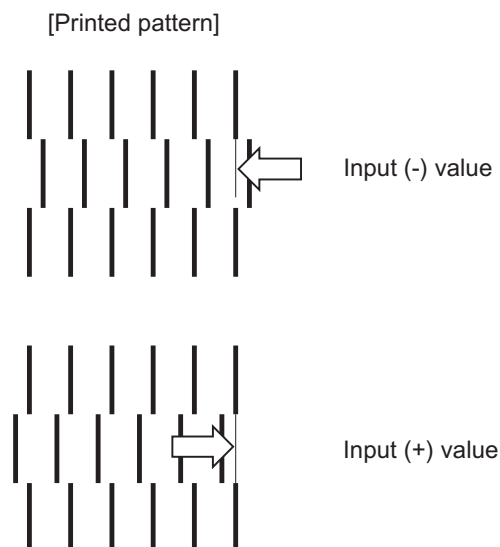 [Printed pattern]
Input (-) value
Input (+) value